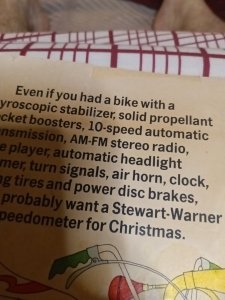 Even if you had a bike with a
yroscopic stabilizer, solid propellant
cket boosters, 10-speed automatic
nsmission, AM-FM stereo radio,
e player, automatic headlight
mer, turn signals, air horn, clock,
g tires and power disc brakes,
probably want a Stewart-Warner
peedometer for Christmas.